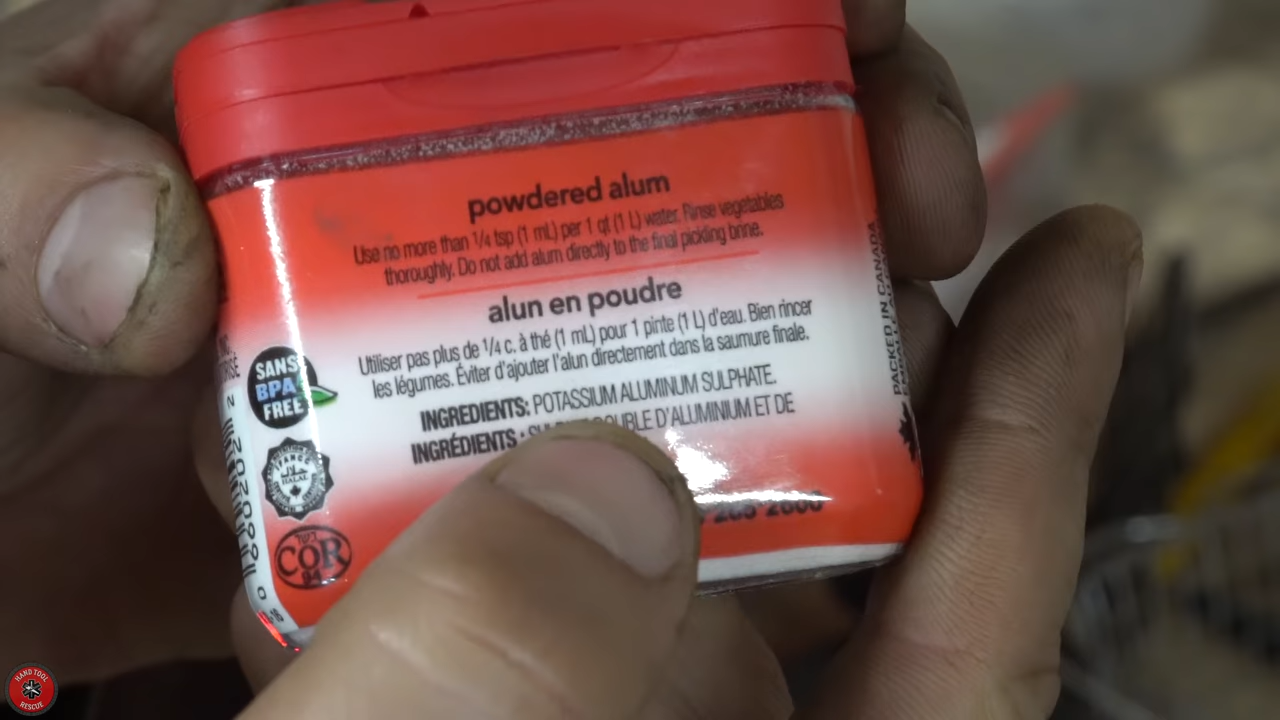 powdered alum
Use no more than 1/4 tsp (1 mL) per 1 qt (1 L) water. Rinse vegetables
thoroughly. Do not add alum directly to the final pickling brine.
alun en poudre
Utiliser pas plus de 1/4 c. à thé (1 mL) pour 1 pinte (1 L) d'eau. Bien rincer
les légumes. Éviter d'ajouter l'alun directement dans la saumure finale.
INGREDIENTS: POTASSIUM ALUMINUM SULPHATE.
INGRÉDIENTS : D'ALUMINIUM ET DE
SANS
BPA
FREE
HALAL
COR
PACKED IN CANADA
HAND TOOL
RESCUE